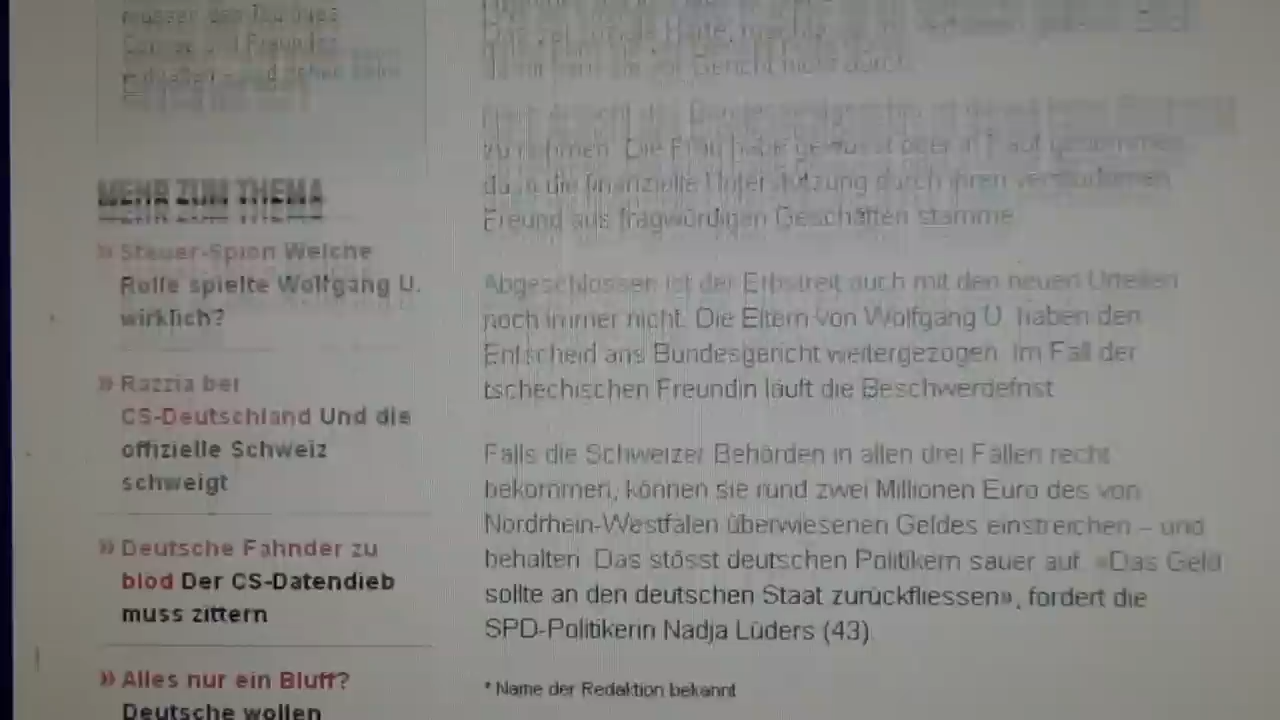 müssen
Freunde
MEHR ZUM THEMA
» Steuer-Spion Welche
Rolle spielte Wolfgang U.
wirklich?
» Razzia bei
CS-Deutschland Und die
offizielle Schweiz
schweigt
» Deutsche Fahnder zu
blöd Der CS-Datendieb
muss zittern
» Alles nur ein Bluff?
Deutsche wollen
vor Gericht nicht durch.
Die Frau habe gewusst oder in Kauf genommen,
dass die finanzielle Unterstützung durch ihren verstorbenen
Freund aus fragwürdigen Geschäften stamme.
Abgeschlossen ist der Erbstreit auch mit den neuen Urteilen
noch immer nicht. Die Eltern von Wolfgang U. haben den
Entscheid ans Bundesgericht weitergezogen. Im Fall der
tschechischen Freundin läuft die Beschwerdefrist.
Falls die Schweizer Behörden in allen drei Fällen recht
bekommen, können sie rund zwei Millionen Euro des von
Nordrhein-Westfalen überwiesenen Geldes einstreichen – und
behalten. Das stösst deutschen Politikern sauer auf. «Das Geld
sollte an den deutschen Staat zurückfliessen», fordert die
SPD-Politikerin Nadja Lüders (43).
* Name der Redaktion bekannt